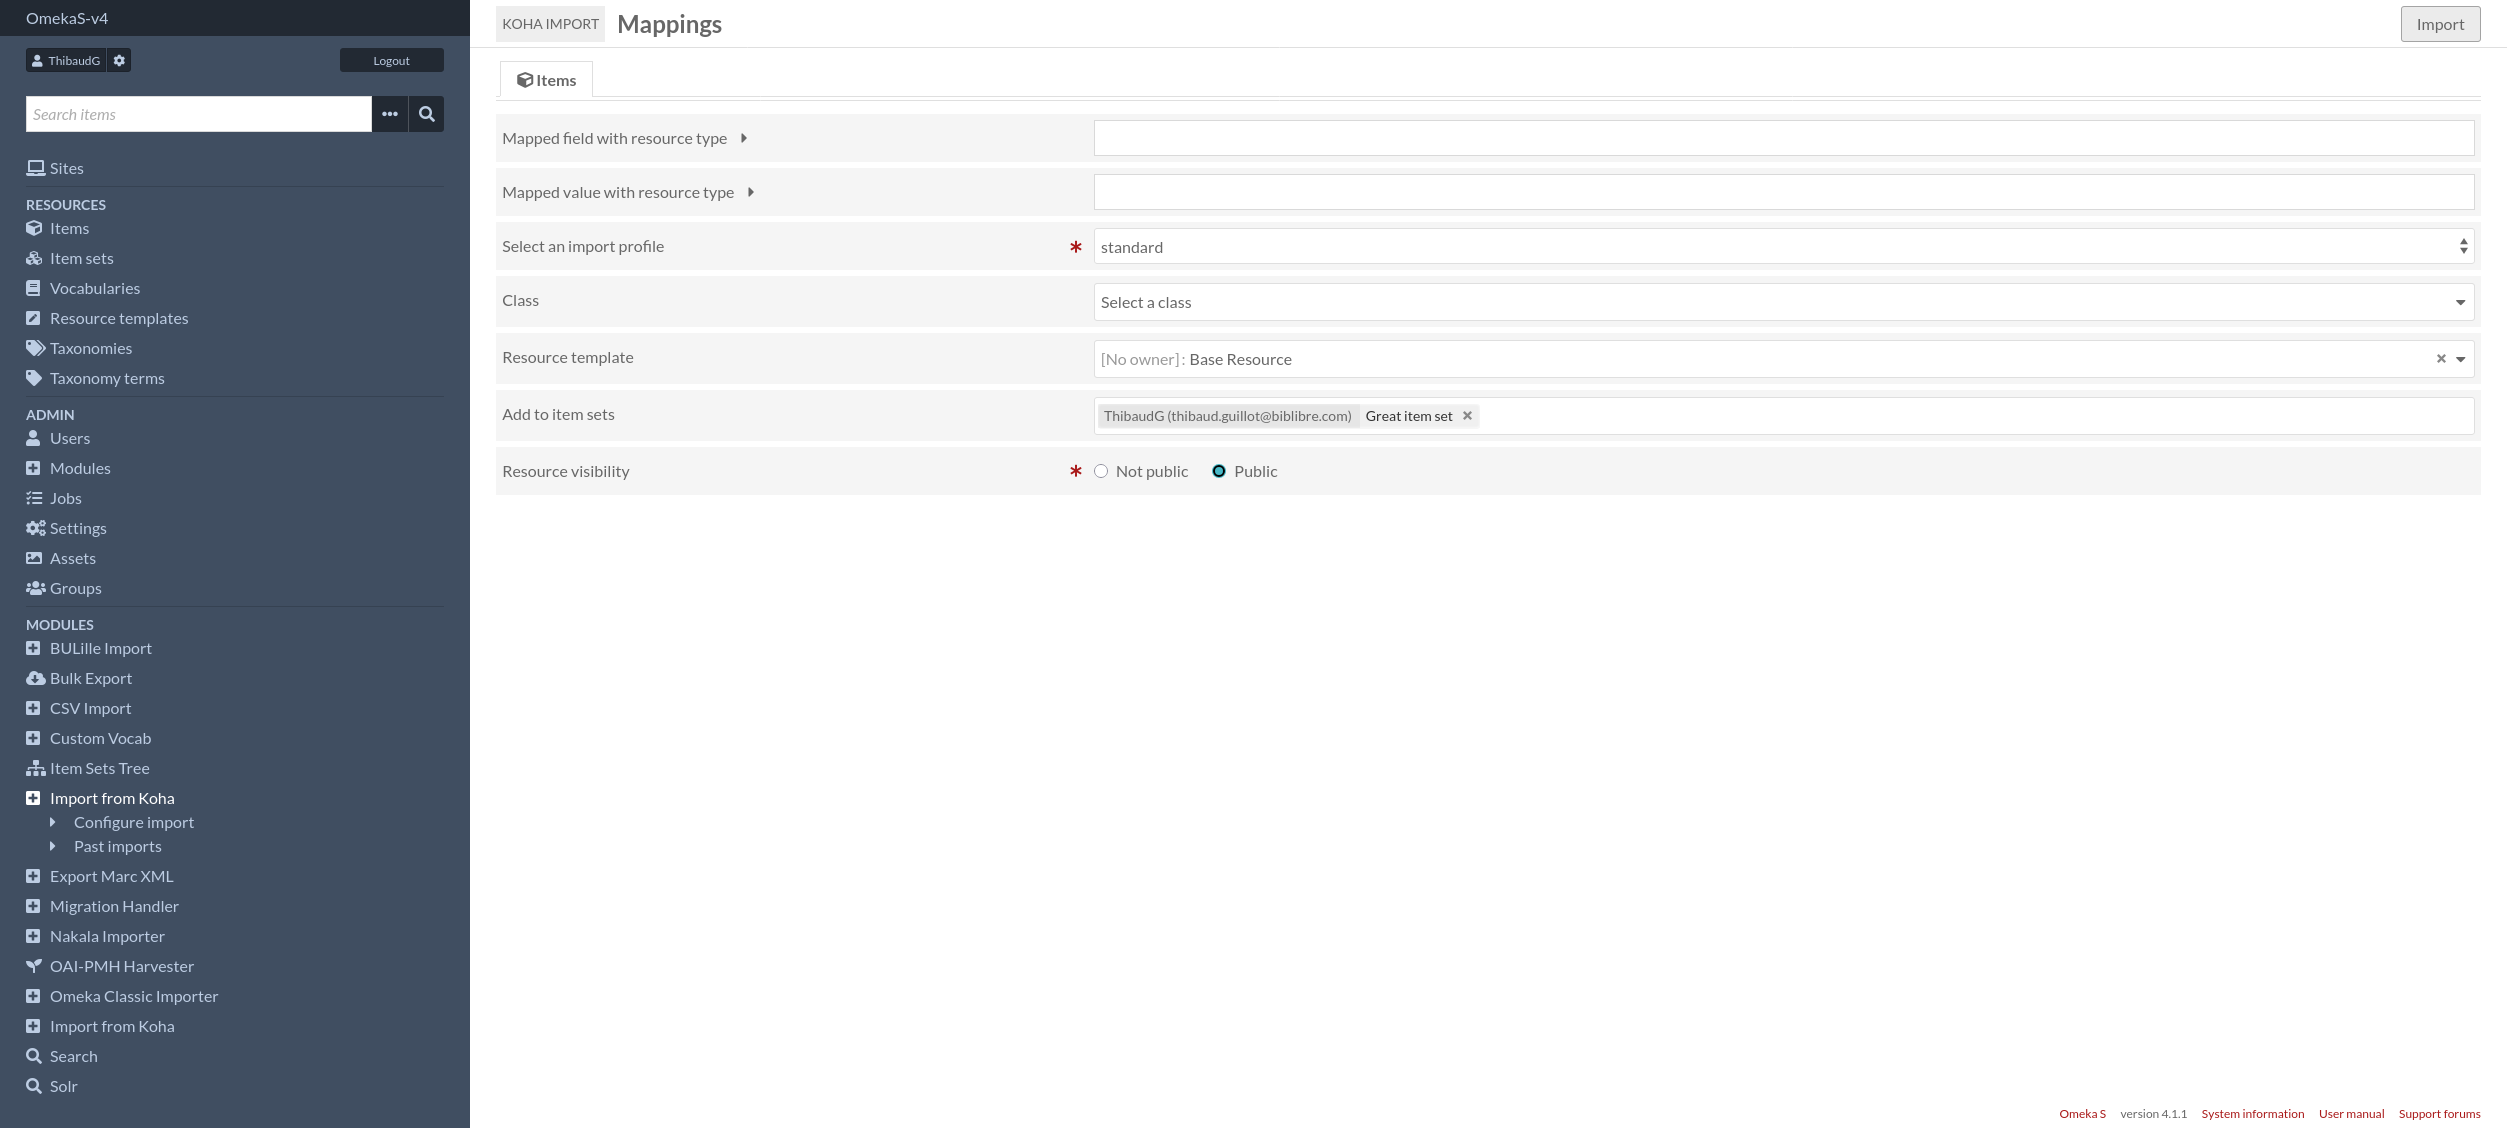 OmekaS-v4
ThibaudG
Logout
Search items
Sites
RESOURCES
Items
Item sets
Vocabularies
Resource templates
Taxonomies
Taxonomy terms
ADMIN
Users
Modules
Jobs
Settings
Assets
Groups
MODULES
BULille Import
Bulk Export
CSV Import
Custom Vocab
Item Sets Tree
Import from Koha
Configure import
Past imports
Export Marc XML
Migration Handler
Nakala Importer
OAI-PMH Harvester
Omeka Classic Importer
Import from Koha
Search
Solr
KOHA IMPORT Mappings
Import
Items
Mapped field with resource type
Mapped value with resource type
Select an import profile
standard
Class
Select a class
Resource template
[No owner] : Base Resource
Add to item sets
ThibaudG (thibaud.guillot@biblibre.com) Great item set
Resource visibility
Not public Public
Omeka S version 4.1.1 System information User manual Support forums